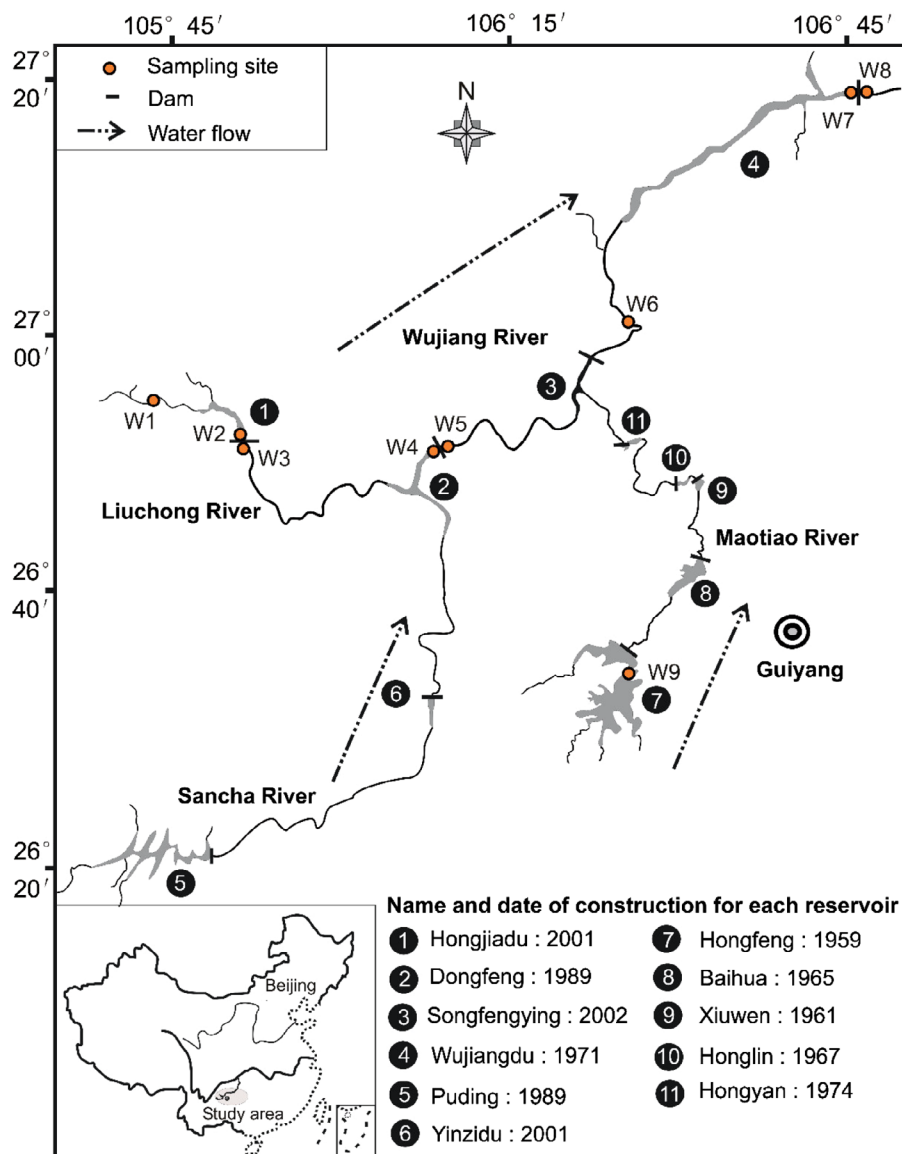 105° 45′
106° 15′
106° 45′
27°
20′
Sampling site
Dam
Water flow
N
W8
W7
4
W6
27°
00′
Wujiang River
3
W1
1
W2
W3
W4
W5
11
10
2
9
Liuchong River
Maotiao River
26°
40′
8
Guiyang
W9
6
7
Sancha River
26°
20′
5
Name and date of construction for each reservoir
1 Hongjiadu : 2001
2 Dongfeng : 1989
3 Songfengying : 2002
4 Wujiangdu : 1971
5 Puding : 1989
6 Yinzidu : 2001
7 Hongfeng : 1959
8 Baihua : 1965
9 Xiuwen : 1961
10 Honglin : 1967
11 Hongyan : 1974
Beijing
Study area